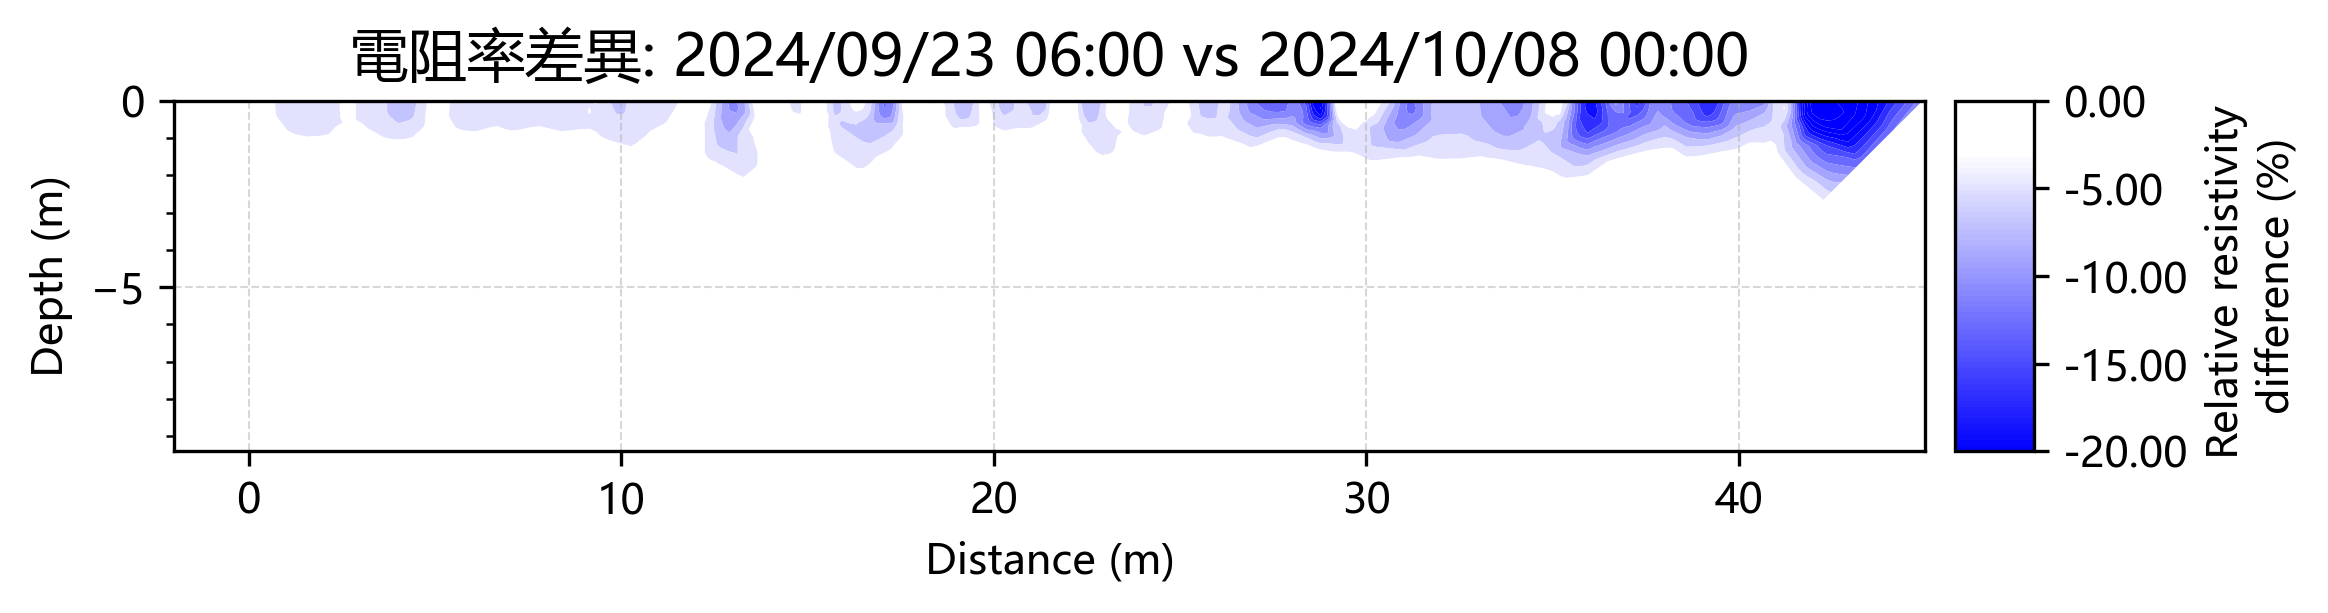 電阻率差異: 2024/09/23 06:00 vs 2024/10/08 00:00
0
−5
Depth (m)
0
10
20
30
40
Distance (m)
0.00
-5.00
-10.00
-15.00
-20.00
Relative resistivity
difference (%)